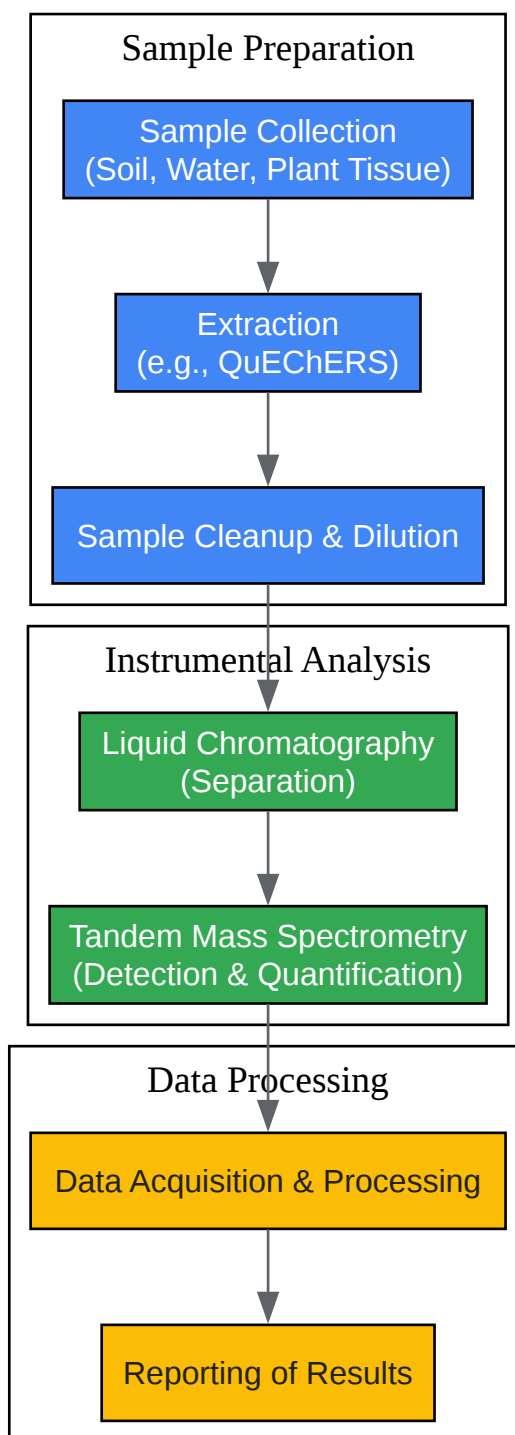 Sample Preparation
Sample Collection
(Soil, Water, Plant Tissue)
Extraction
(e.g., QuEChERS)
Sample Cleanup & Dilution
Instrumental Analysis
Liquid Chromatography
(Separation)
Tandem Mass Spectrometry
(Detection & Quantification)
Data Processing
Data Acquisition & Processing
Reporting of Results